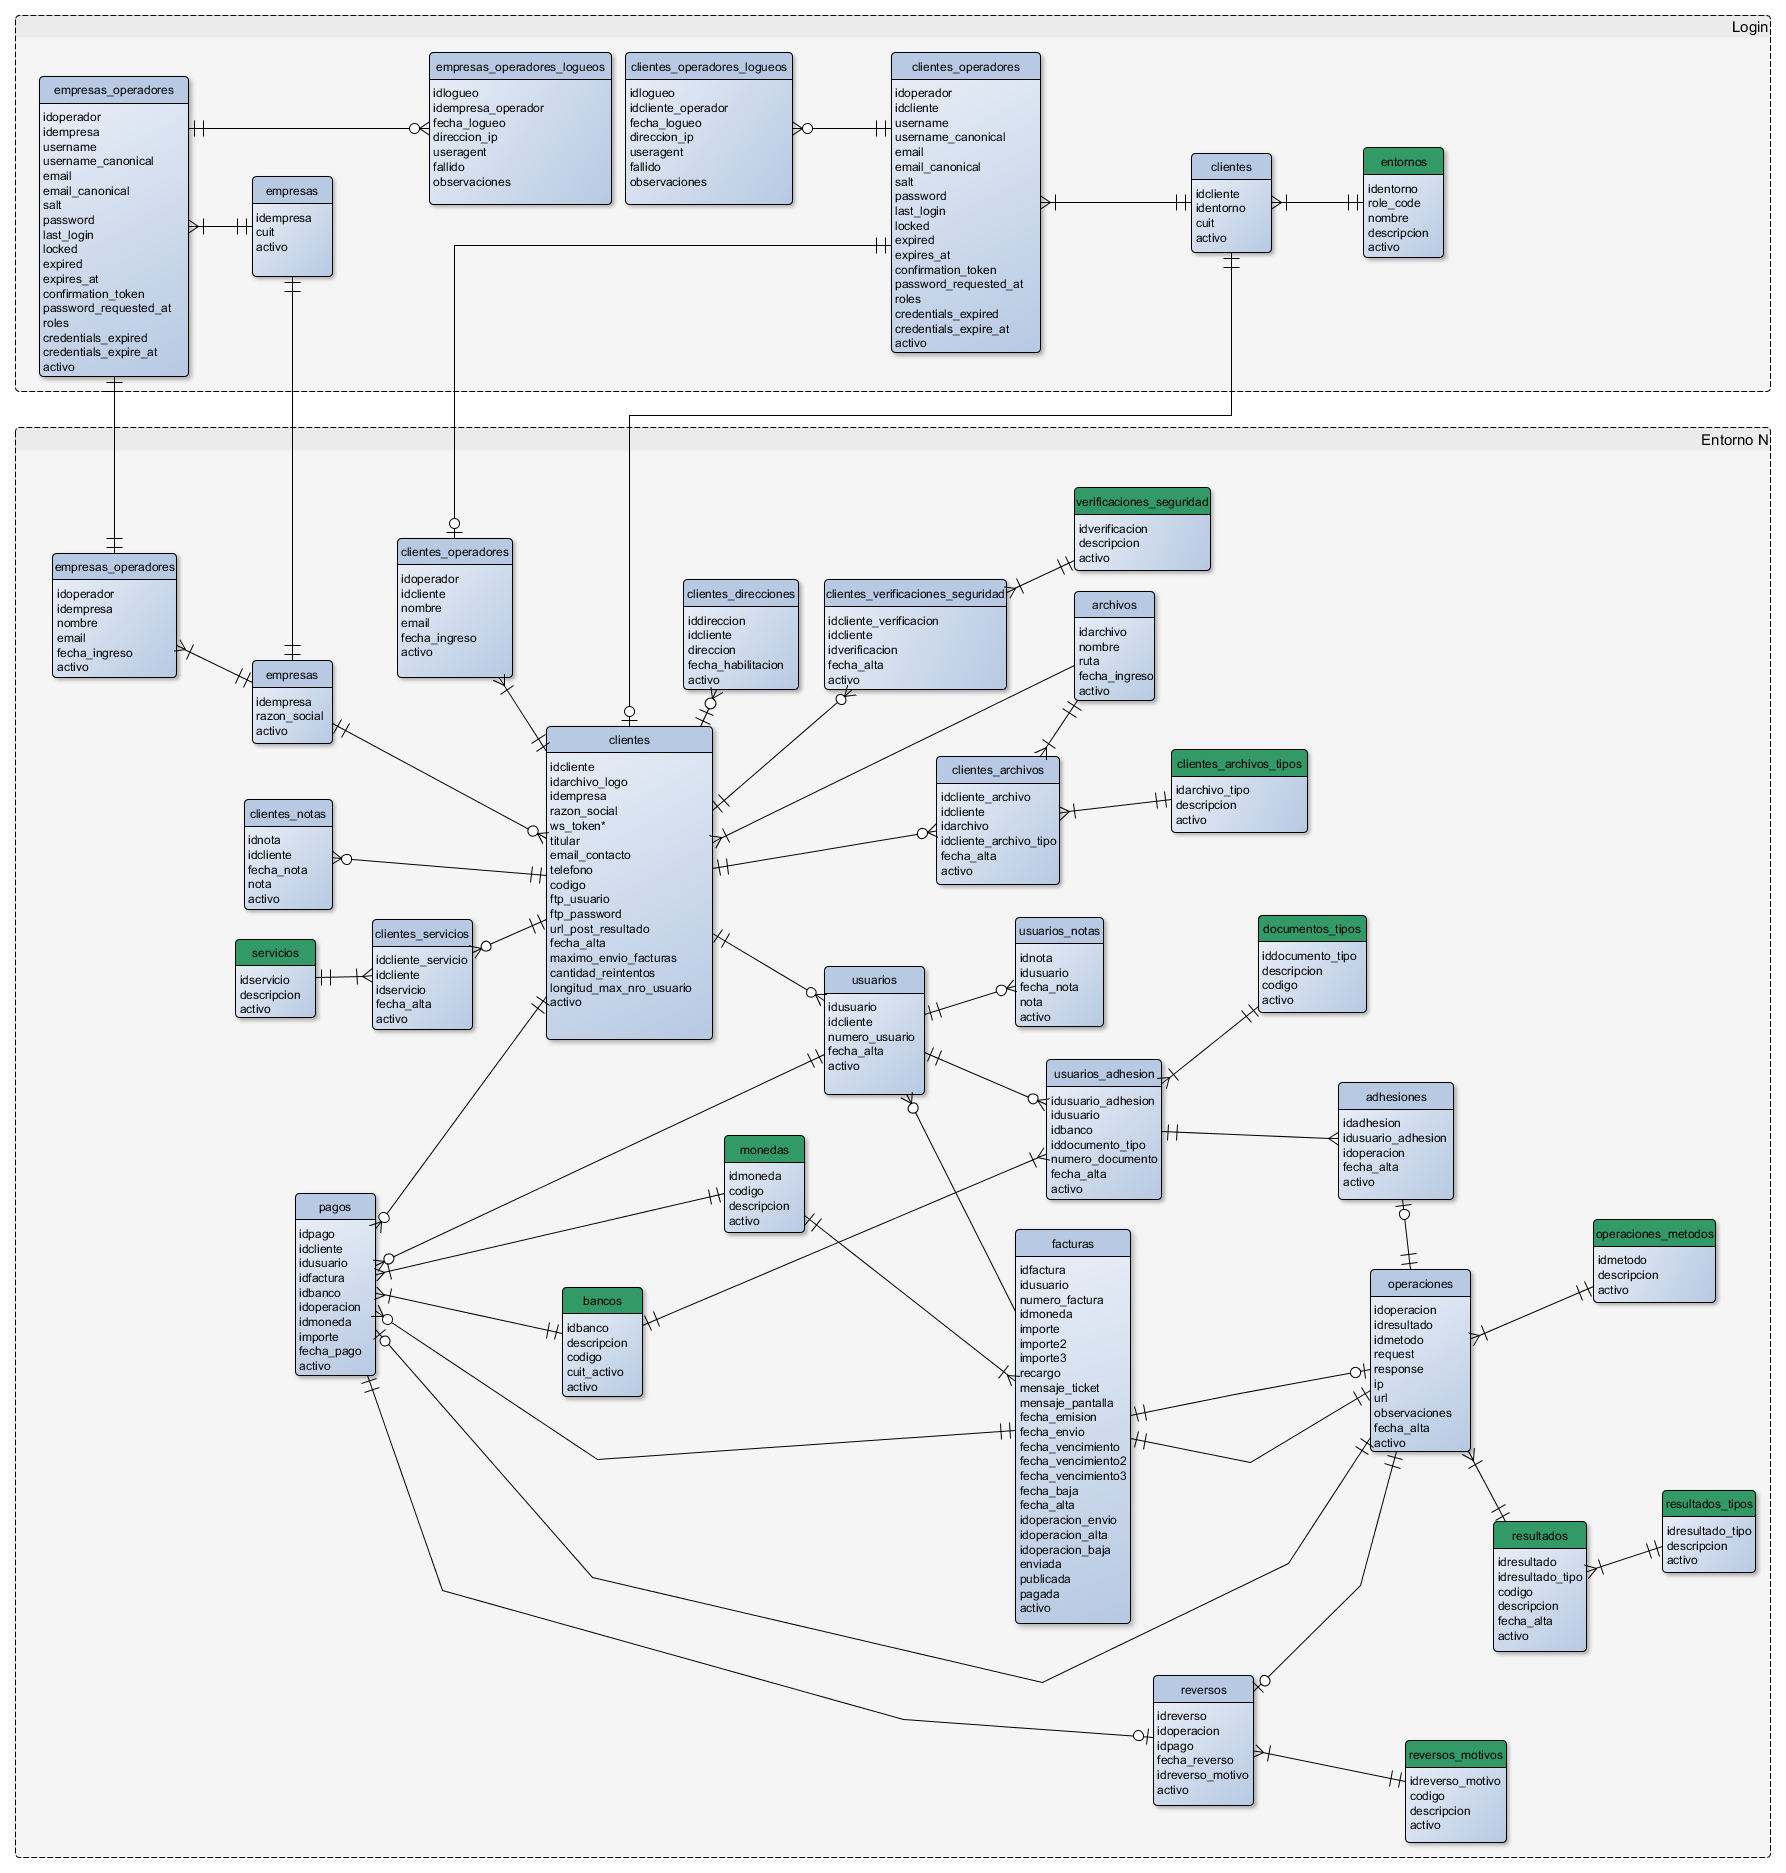 Login
empresas_operadores
idoperador
idempresa
username
username_canonical
email
email_canonical
salt
password
last_login
locked
expired
expires_at
confirmation_token
password_requested_at
roles
credentials_expired
credentials_expire_at
activo
empresas
idempresa
cuit
activo
empresas_operadores_logueos
idlogueo
idempresa_operador
fecha_logueo
direccion_ip
useragent
fallido
observaciones
clientes_operadores_logueos
idlogueo
idcliente_operador
fecha_logueo
direccion_ip
useragent
fallido
observaciones
clientes_operadores
idoperador
idcliente
username
username_canonical
email
email_canonical
salt
password
last_login
locked
expired
expires_at
confirmation_token
password_requested_at
roles
credentials_expired
credentials_expire_at
activo
clientes
idcliente
identorno
cuit
activo
entornos
identorno
role_code
nombre
descripcion
activo
Entorno N
empresas_operadores
idoperador
idempresa
nombre
email
fecha_ingreso
activo
empresas
idempresa
razon_social
activo
clientes_operadores
idoperador
idcliente
nombre
email
fecha_ingreso
activo
clientes_direcciones
iddireccion
idcliente
direccion
fecha_habilitacion
activo
clientes_verificaciones_seguridad
idcliente_verificacion
idcliente
idverificacion
fecha_alta
activo
verificaciones_seguridad
idverificacion
descripcion
activo
archivos
idarchivo
nombre
ruta
fecha_ingreso
activo
clientes
idcliente
idarchivo_logo
idempresa
razon_social
ws_token*
titular
email_contacto
telefono
codigo
ftp_usuario
ftp_password
url_post_resultado
fecha_alta
maximo_envio_facturas
cantidad_reintentos
longitud_max_nro_usuario
activo
clientes_archivos
idcliente_archivo
idcliente
idarchivo
idcliente_archivo_tipo
fecha_alta
activo
clientes_archivos_tipos
idarchivo_tipo
descripcion
activo
clientes_notas
idnota
idcliente
fecha_nota
nota
activo
servicios
idservicio
descripcion
activo
clientes_servicios
idcliente_servicio
idcliente
idservicio
fecha_alta
activo
usuarios
idusuario
idcliente
numero_usuario
fecha_alta
activo
usuarios_notas
idnota
idusuario
fecha_nota
nota
activo
documentos_tipos
iddocumento_tipo
descripcion
codigo
activo
usuarios_adhesion
idusuario_adhesion
idusuario
idbanco
iddocumento_tipo
numero_documento
fecha_alta
activo
adhesiones
idadhesion
idusuario_adhesion
idoperacion
fecha_alta
activo
monedas
idmoneda
codigo
descripcion
activo
pagos
idpago
idcliente
idusuario
idfactura
idbanco
idoperacion
idmoneda
importe
fecha_pago
activo
bancos
idbanco
descripcion
codigo
cuit_activo
activo
facturas
idfactura
idusuario
numero_factura
idmoneda
importe
importe2
importe3
recargo
mensaje_ticket
mensaje_pantalla
fecha_emision
fecha_envio
fecha_vencimiento
fecha_vencimiento2
fecha_vencimiento3
fecha_baja
fecha_alta
idoperacion_envio
idoperacion_alta
idoperacion_baja
enviada
publicada
pagada
activo
operaciones
idoperacion
idresultado
idmetodo
request
response
ip
url
observaciones
fecha_alta
activo
operaciones_metodos
idmetodo
descripcion
activo
resultados
idresultado
idresultado_tipo
codigo
descripcion
fecha_alta
activo
resultados_tipos
idresultado_tipo
descripcion
activo
reversos
idreverso
idoperacion
idpago
fecha_reverso
idreverso_motivo
activo
reversos_motivos
idreverso_motivo
codigo
descripcion
activo